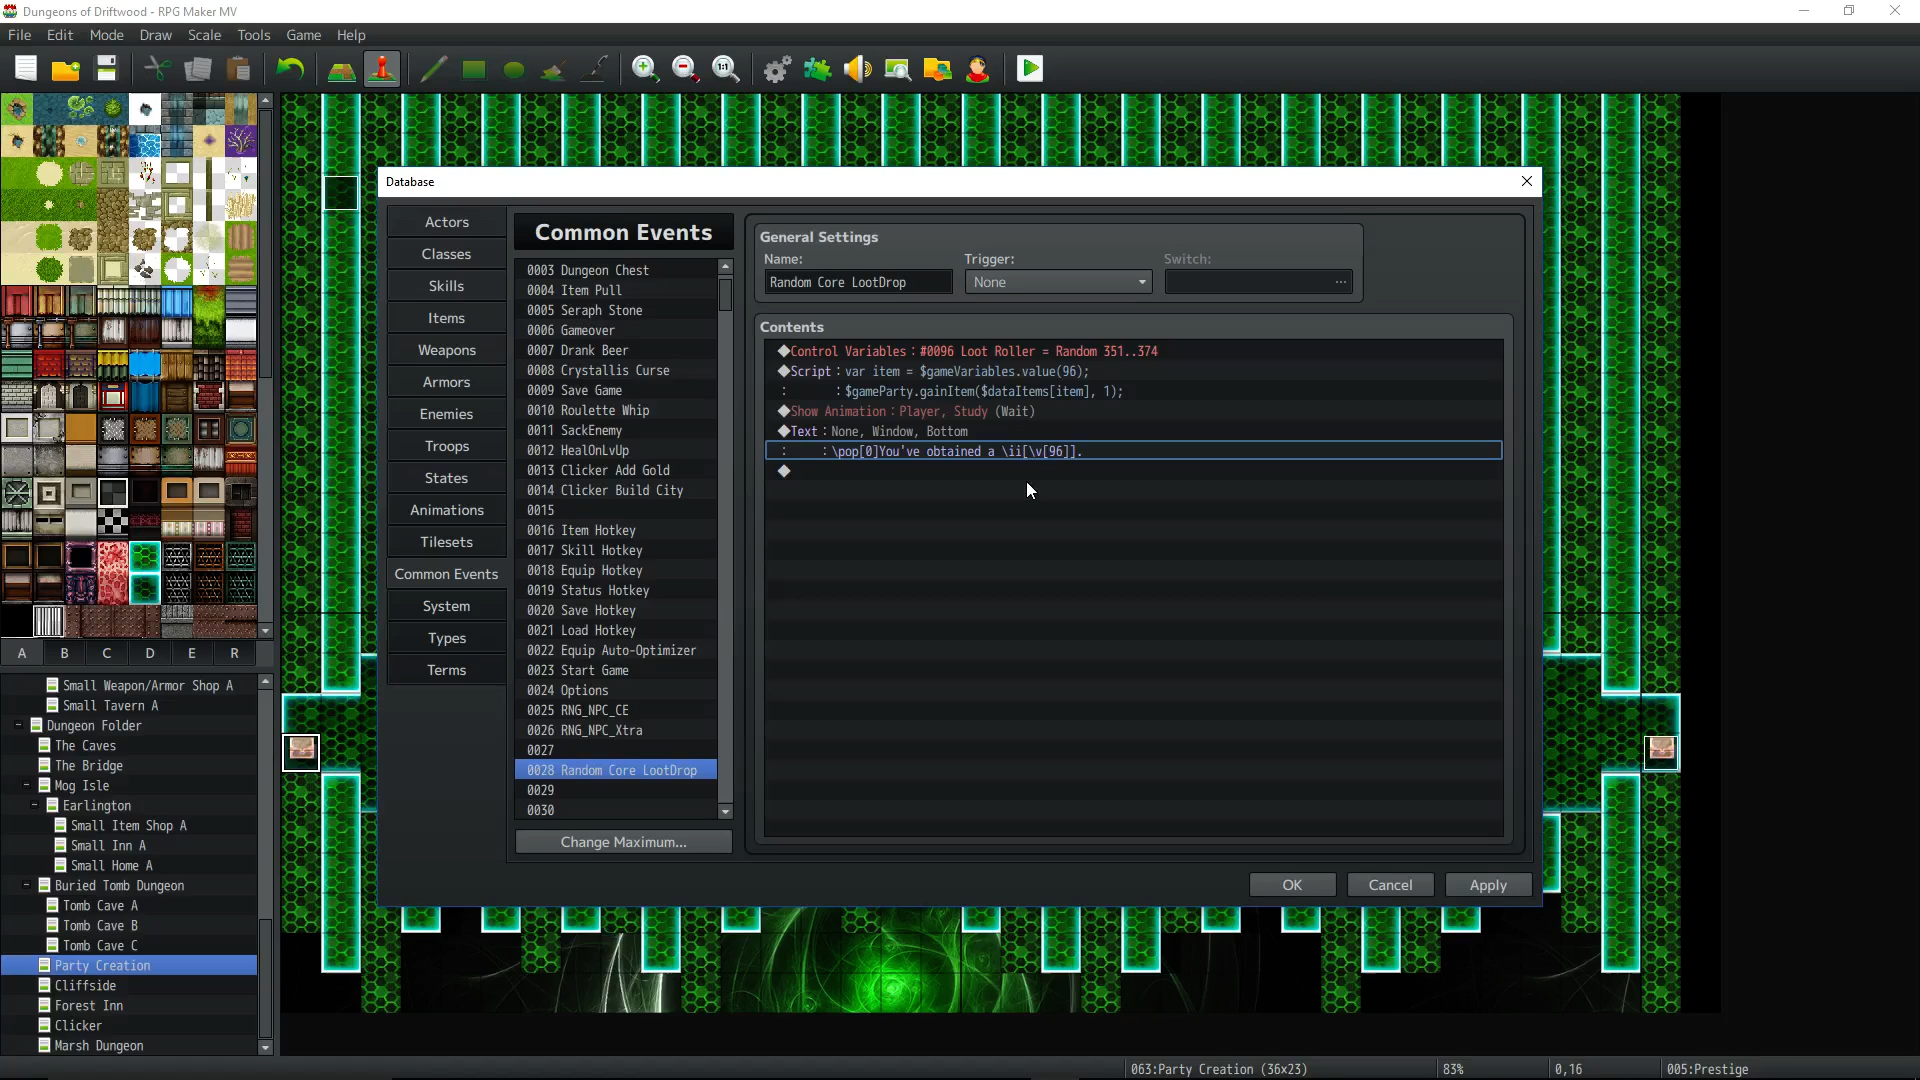 Dungeons of Driftwood - RPG Maker MV
File Edit Mode Draw Scale Tools Game Help
1:1
Database
Actors
Classes
Skills
Items
Weapons
Armors
Enemies
Troops
States
Animations
Tilesets
Common Events
System
Types
Terms
Common Events
0003 Dungeon Chest
0004 Item Pull
0005 Seraph Stone
0006 Gameover
0007 Drank Beer
0008 Crystallis Curse
0009 Save Game
0010 Roulette Whip
0011 SackEnemy
0012 HealOnLvUp
0013 Clicker Add Gold
0014 Clicker Build City
0015
0016 Item Hotkey
0017 Skill Hotkey
0018 Equip Hotkey
0019 Status Hotkey
0020 Save Hotkey
0021 Load Hotkey
0022 Equip Auto-Optimizer
0023 Start Game
0024 Options
0025 RNG_NPC_CE
0026 RNG_NPC_Xtra
0027
0028 Random Core LootDrop
0029
0030
Change Maximum...
General Settings
Name: Trigger: Switch:
Random Core LootDrop None ...
Contents
◆Control Variables : #0096 Loot Roller = Random 351..374
◆Script : var item = $gameVariables.value(96);
: : $gameParty.gainItem($dataItems[item], 1);
◆Show Animation : Player, Study (Wait)
◆Text : None, Window, Bottom
: : \pop[0]You've obtained a \ii[\v[96]].
◆
OK Cancel Apply
A B C D E R
Small Weapon/Armor Shop A
Small Tavern A
Dungeon Folder
The Caves
The Bridge
Mog Isle
Earlington
Small Item Shop A
Small Inn A
Small Home A
Buried Tomb Dungeon
Tomb Cave A
Tomb Cave B
Tomb Cave C
Party Creation
Cliffside
Forest Inn
Clicker
Marsh Dungeon
063:Party Creation (36x23) 83% 0,16 005:Prestige